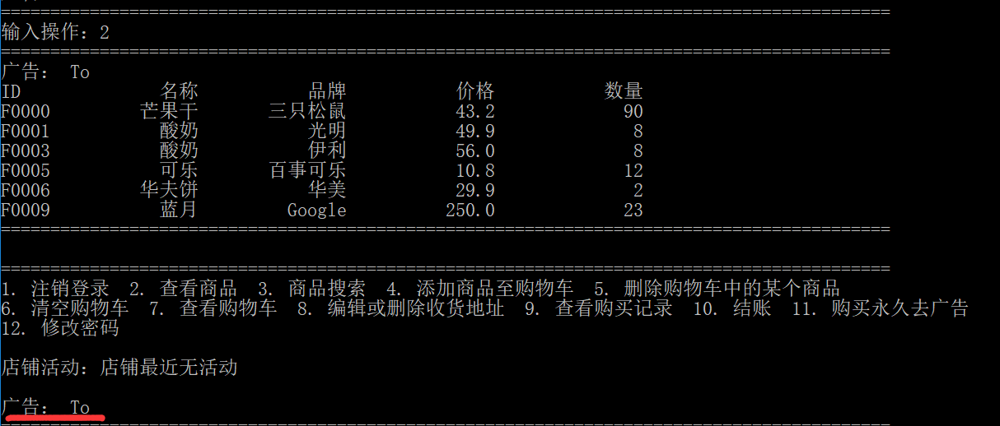 ==========================================================================================
输入操作：2
==========================================================================================
广告： To
ID 名称 品牌 价格 数量
F0000 芒果干 三只松鼠 43.2 90
F0001 酸奶 光明 49.9 8
F0003 酸奶 伊利 56.0 8
F0005 可乐 百事可乐 10.8 12
F0006 华夫饼 华美 29.9 2
F0009 蓝月 Google 250.0 23
==========================================================================================
==========================================================================================
1. 注销登录 2. 查看商品 3. 商品搜索 4. 添加商品至购物车 5. 删除购物车中的某个商品
6. 清空购物车 7. 查看购物车 8. 编辑或删除收货地址 9. 查看购买记录 10. 结账 11. 购买永久去广告
12. 修改密码
店铺活动：店铺最近无活动
广告： To
==========================================================================================